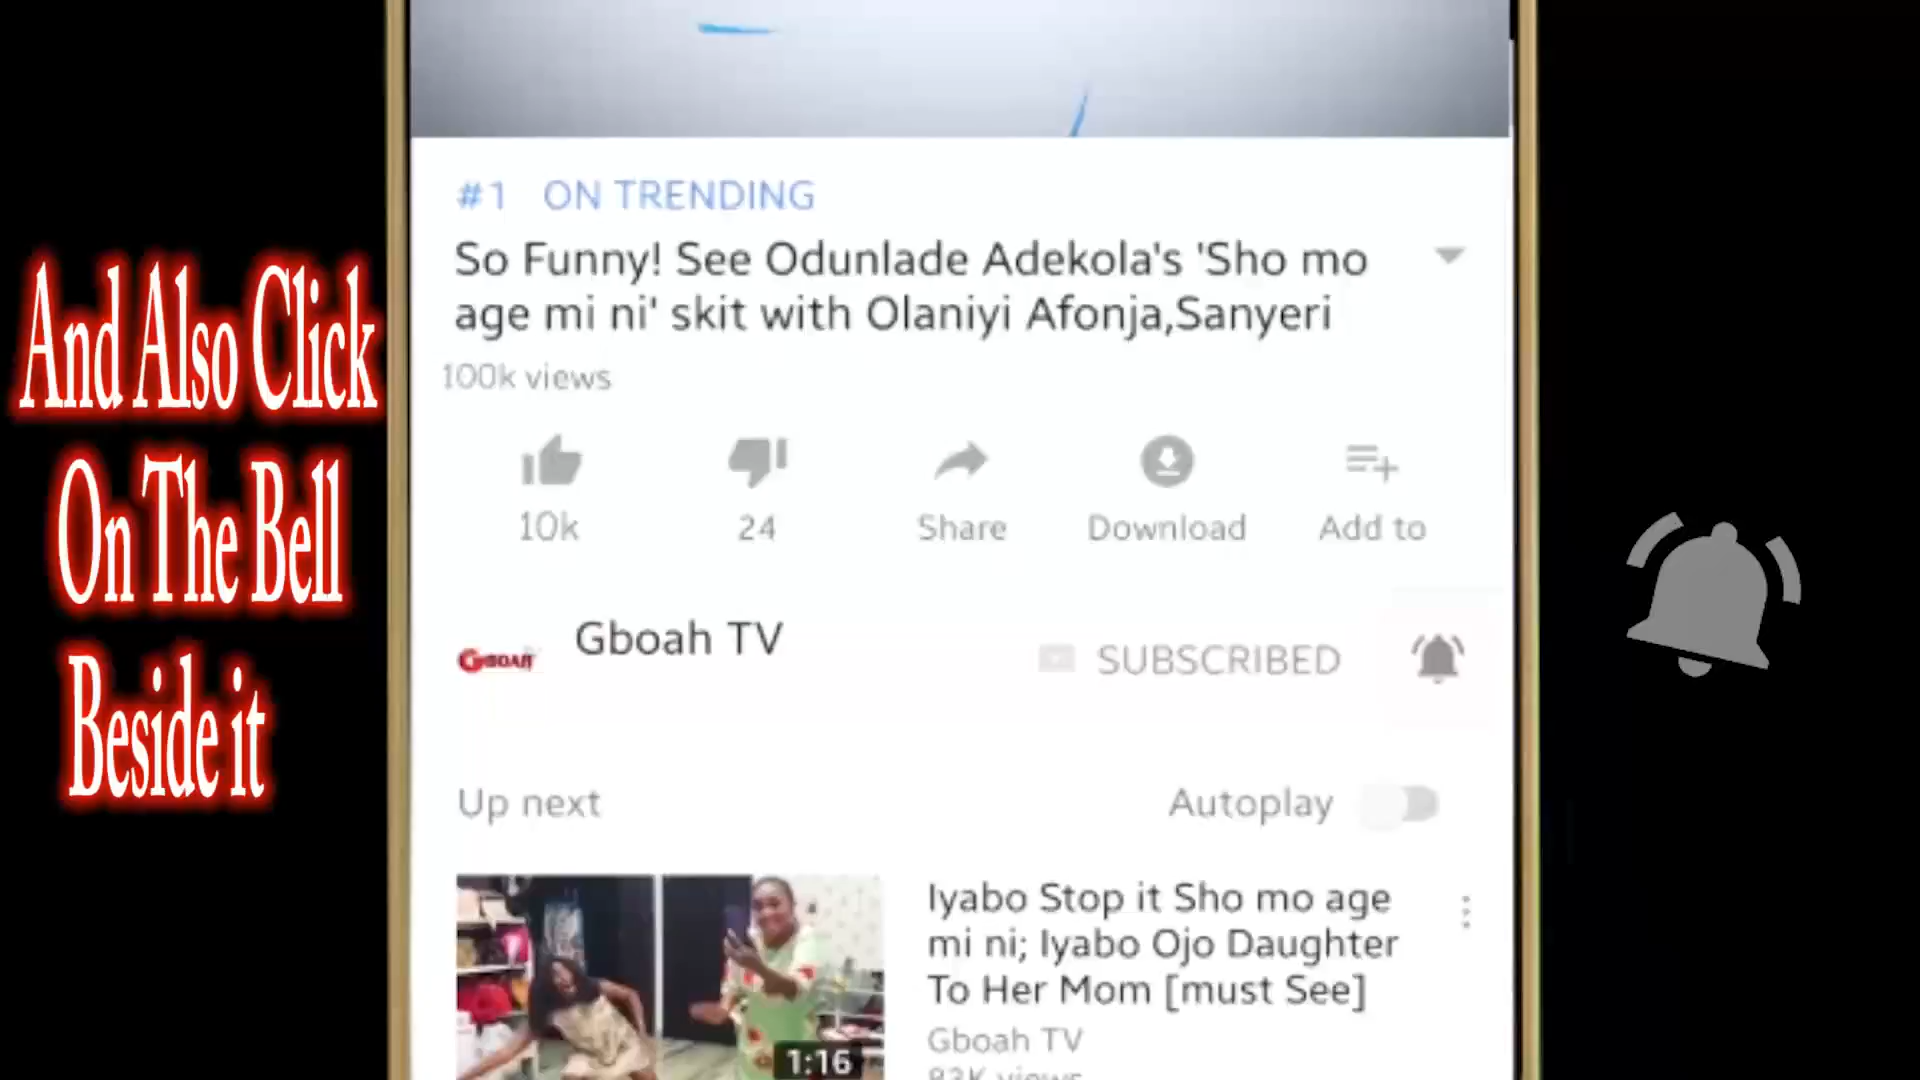 And Also Click
On The Bell
Beside it
#1 ON TRENDING
So Funny! See Odunlade Adekola's 'Sho mo
age mi ni' skit with Olaniyi Afonja,Sanyeri
100k views
10k
24
Share
Download
Add to
GBOAH
Gboah TV
SUBSCRIBED
Up next
Autoplay
Iyabo Stop it Sho mo age
mi ni; Iyabo Ojo Daughter
To Her Mom [must See]
Gboah TV
83K views
1:16